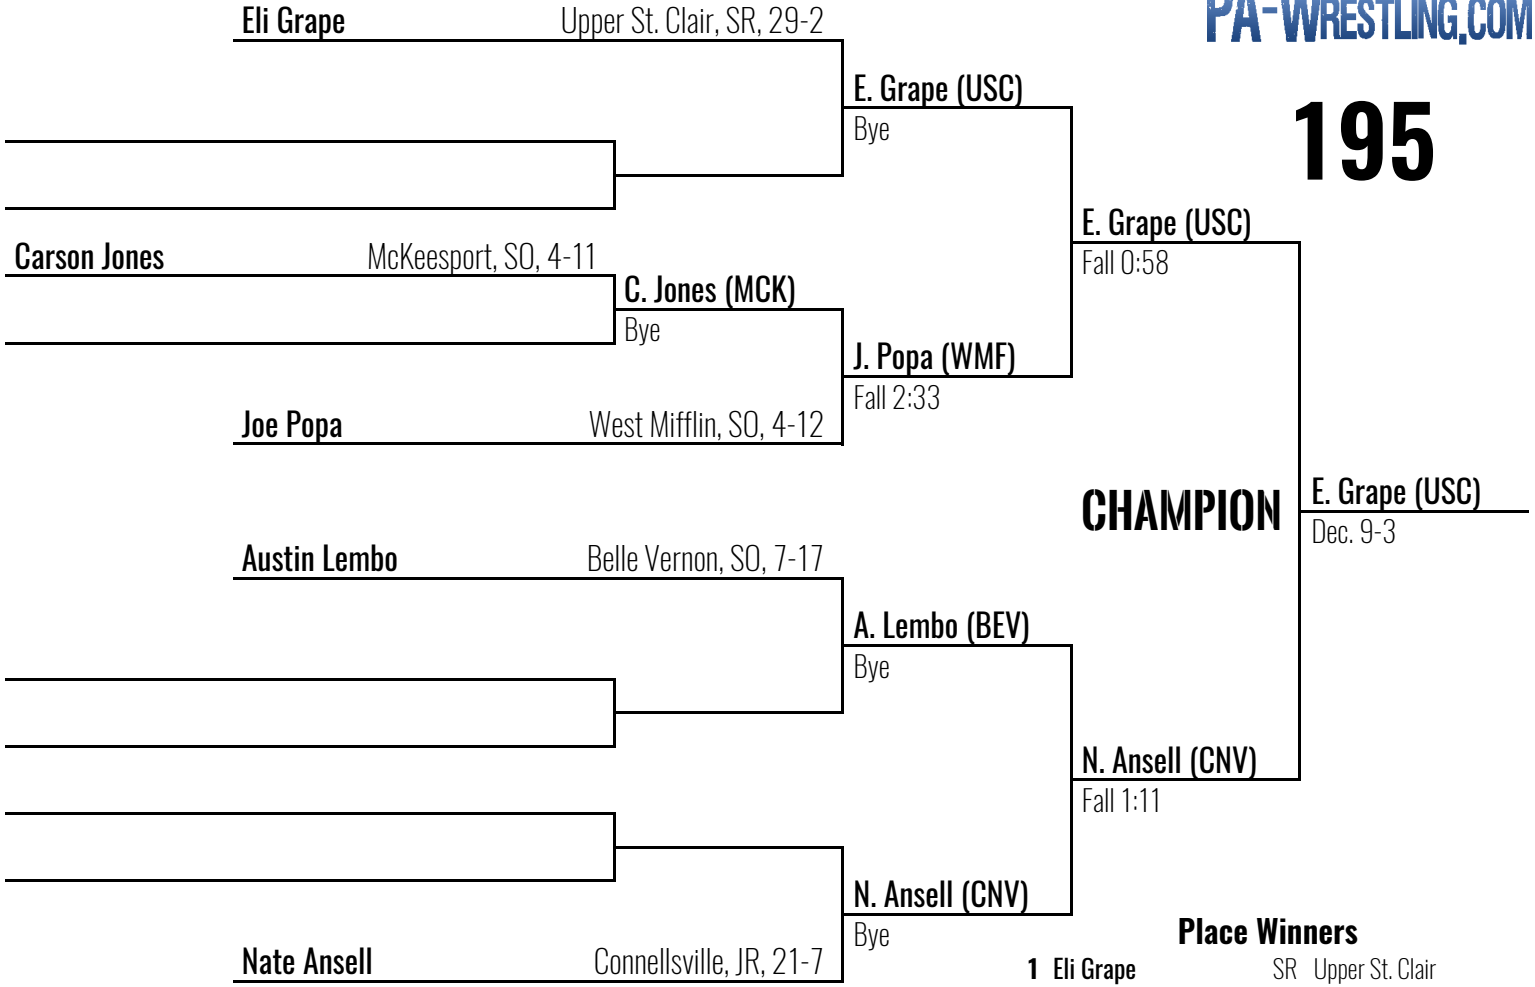 Eli Grape Upper St. Clair, SR, 29-2
PA-WRESTLING.COM
E. Grape (USC)
Bye
195
E. Grape (USC)
Fall 0:58
Carson Jones McKeesport, SO, 4-11
C. Jones (MCK)
Bye
J. Popa (WMF)
Fall 2:33
Joe Popa West Mifflin, SO, 4-12
CHAMPION
E. Grape (USC)
Dec. 9-3
Austin Lembo Belle Vernon, SO, 7-17
A. Lembo (BEV)
Bye
N. Ansell (CNV)
Fall 1:11
N. Ansell (CNV)
Bye
Nate Ansell Connellsville, JR, 21-7
Place Winners
1 Eli Grape SR Upper St. Clair